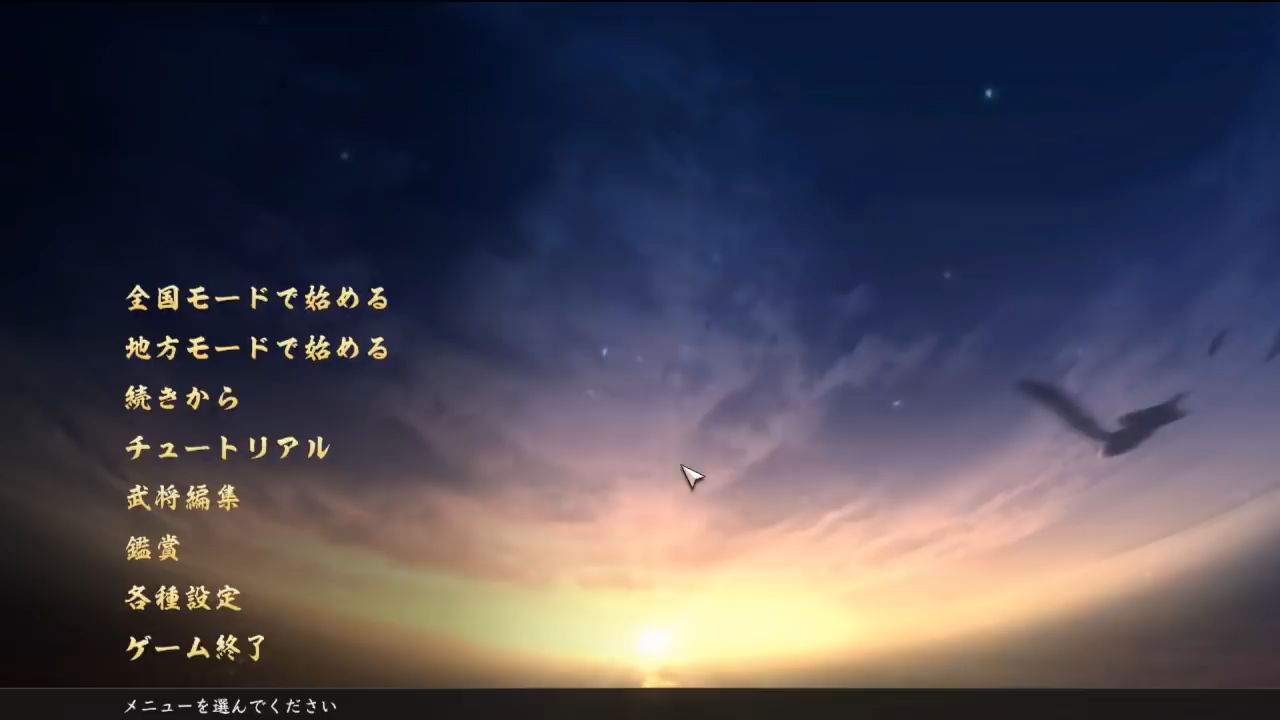 全国モードで始める
地方モードで始める
続きから
チュートリアル
武将編集
鑑賞
各種設定
ゲーム終了
メニューを選んでください